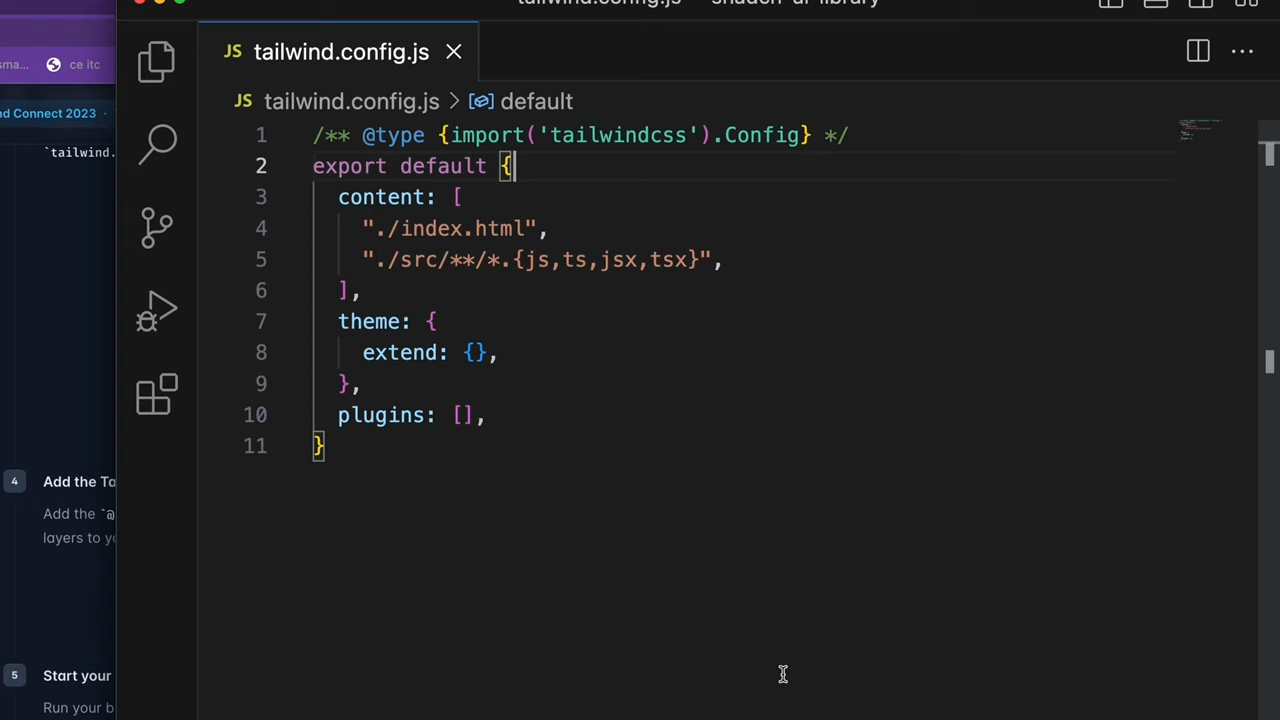 tailwind.config.js — shadcn-ui-library
sma...
ce itc
nd Connect 2023 ·
`tailwind.
JS tailwind.config.js
JS tailwind.config.js > default
1 /** @type {import('tailwindcss').Config} */
2 export default {
3 content: [
4 "./index.html",
5 "./src/**/*.{js,ts,jsx,tsx}",
6 ],
7 theme: {
8 extend: {},
9 },
10 plugins: [],
11 }
4 Add the Ta
Add the `@
layers to yo
5 Start your
Run your b